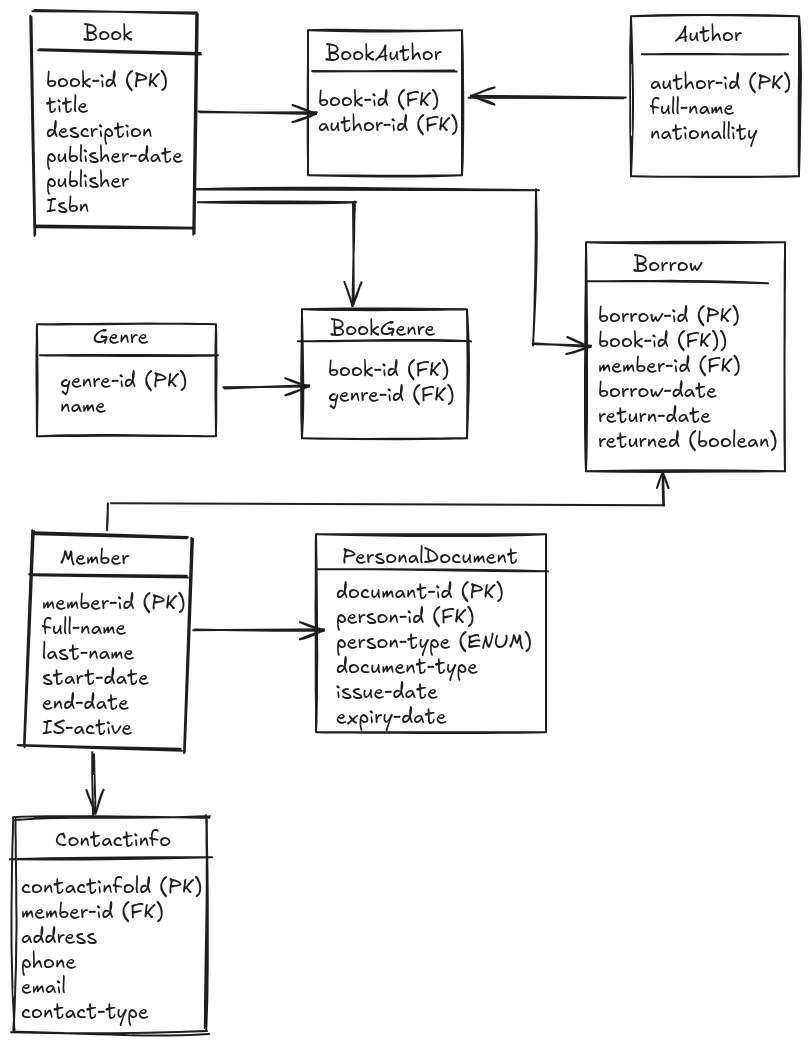 Book
book-id (PK)
title
description
publisher-date
publisher
Isbn
BookAuthor
book-id (FK)
author-id (FK)
Author
author-id (PK)
full-name
nationallity
Genre
genre-id (PK)
name
BookGenre
book-id (FK)
genre-id (FK)
Borrow
borrow-id (PK)
book-id (FK))
member-id (FK)
borrow-date
return-date
returned (boolean)
Member
member-id (PK)
full-name
last-name
start-date
end-date
IS-active
PersonalDocument
documant-id (PK)
person-id (FK)
person-type (ENUM)
document-type
issue-date
expiry-date
Contactinfo
contactinfoId (PK)
member-id (FK)
address
phone
email
contact-type